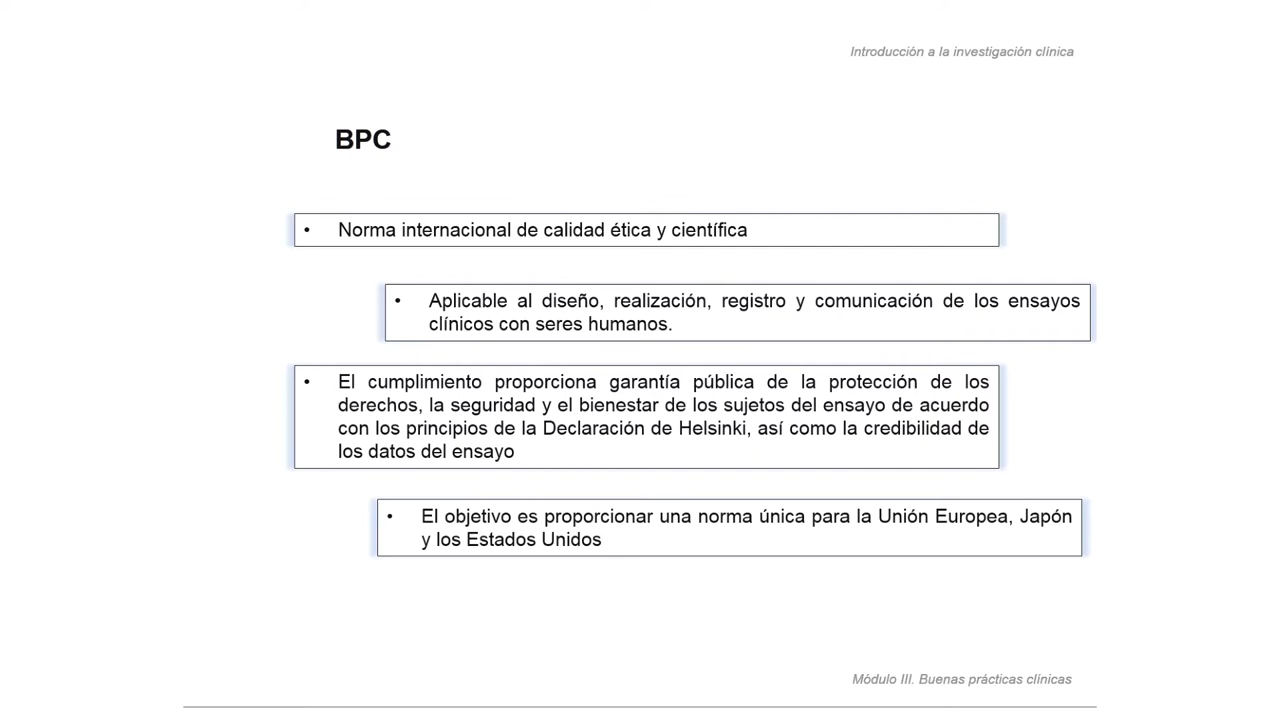 Introducción a la investigación clínica
BPC
• Norma internacional de calidad ética y científica
• Aplicable al diseño, realización, registro y comunicación de los ensayos
clínicos con seres humanos.
• El cumplimiento proporciona garantía pública de la protección de los
derechos, la seguridad y el bienestar de los sujetos del ensayo de acuerdo
con los principios de la Declaración de Helsinki, así como la credibilidad de
los datos del ensayo
• El objetivo es proporcionar una norma única para la Unión Europea, Japón
y los Estados Unidos
Módulo III. Buenas prácticas clínicas